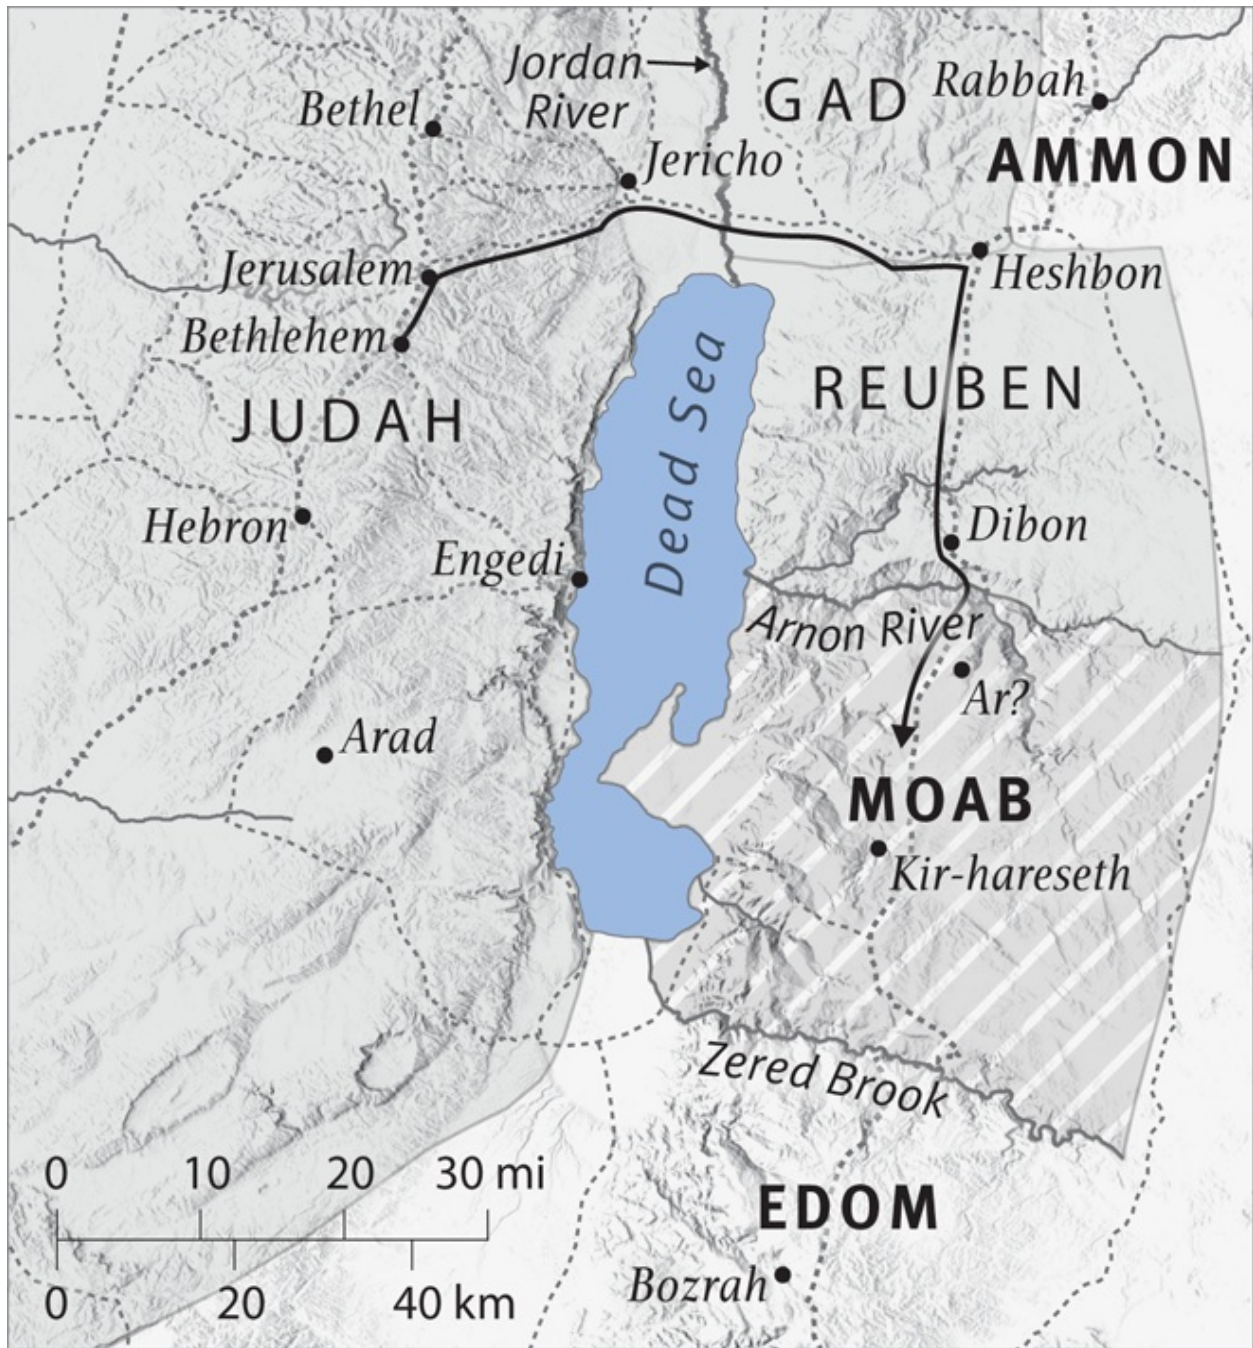 Jordan
River
GAD
Rabbah
Bethel
AMMON
Jericho
Jerusalem
Heshbon
Bethlehem
Dead Sea
REUBEN
JUDAH
Hebron
Dibon
Engedi
Arnon River
Ar?
Arad
MOAB
Kir-hareseth
Zered Brook
0 10 20 30 mi
EDOM
Bozrah
0 20 40 km